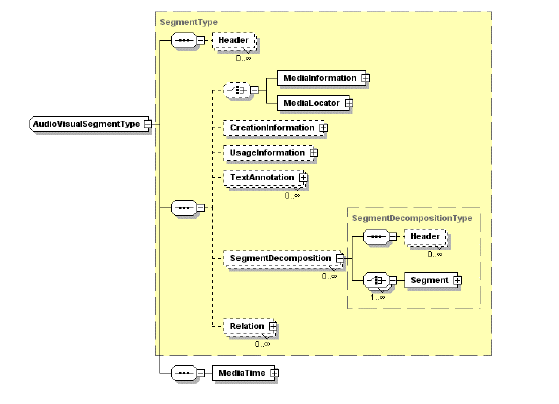 SegmentType
Header
0..∞
MediaInformation
MediaLocator
AudioVisualSegmentType
CreationInformation
UsageInformation
TextAnnotation
0..∞
SegmentDecompositionType
Header
0..∞
SegmentDecomposition
0..∞
Segment
1..∞
Relation
0..∞
MediaTime